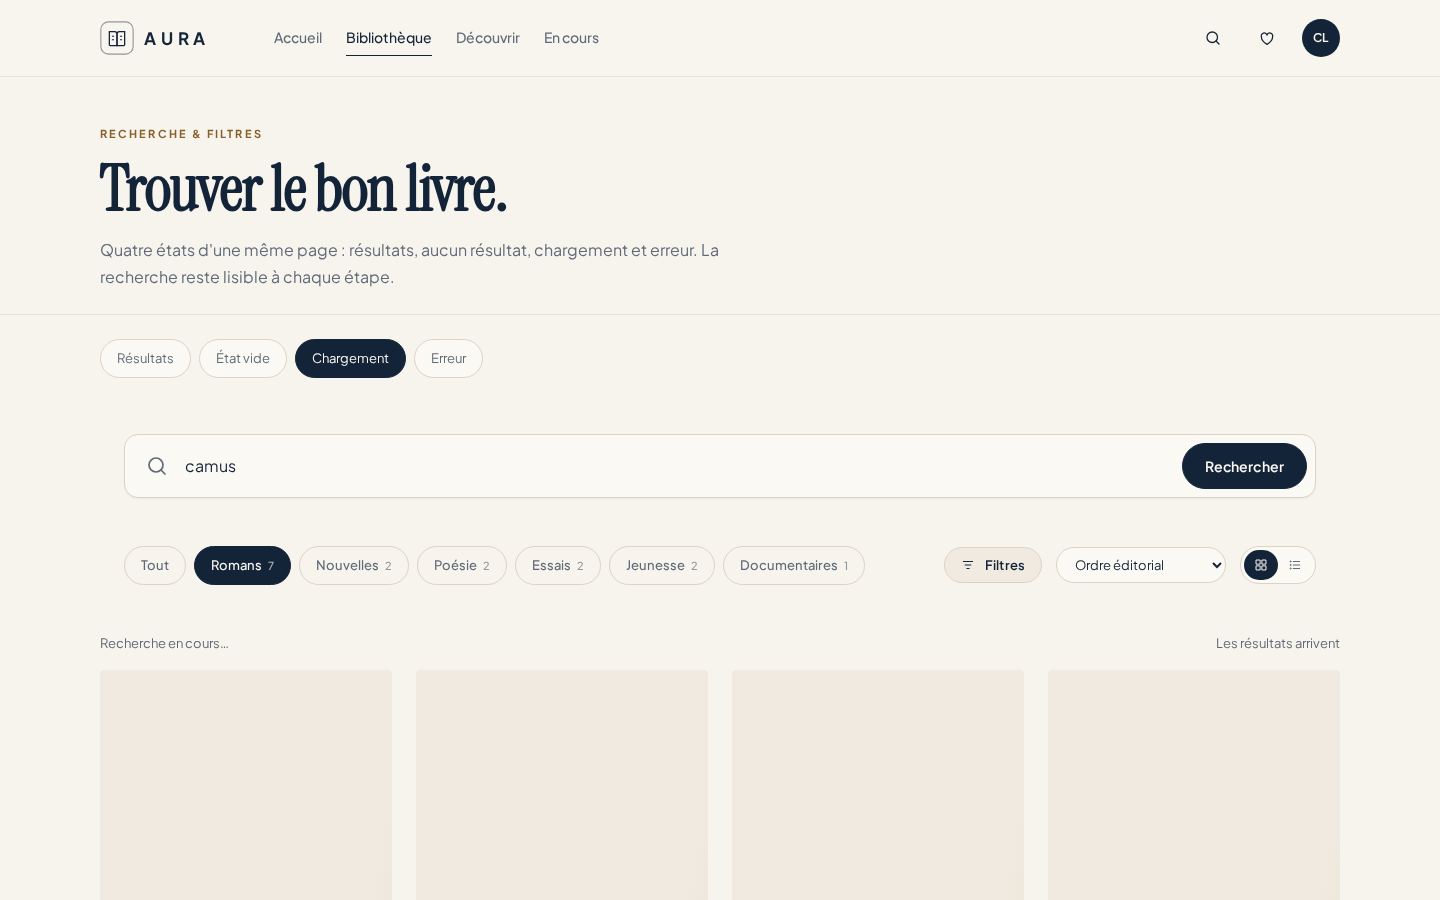 AURA
Accueil
Bibliothèque
Découvrir
En cours
CL
RECHERCHE & FILTRES
Trouver le bon livre.
Quatre états d'une même page : résultats, aucun résultat, chargement et erreur. La
recherche reste lisible à chaque étape.
Résultats
État vide
Chargement
Erreur
camus
Rechercher
Tout
Romans 7
Nouvelles 2
Poésie 2
Essais 2
Jeunesse 2
Documentaires 1
Filtres
Ordre éditorial
Recherche en cours…
Les résultats arrivent